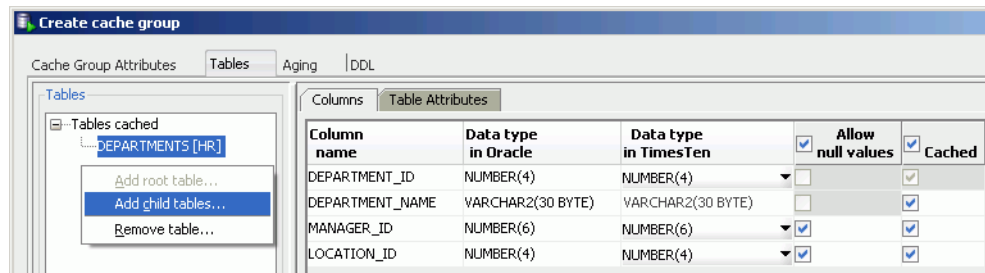 Create cache group
Cache Group Attributes Tables Aging DDL
Tables
Tables cached
DEPARTMENTS [HR]
Add root table...
Add child tables...
Remove table...
Columns Table Attributes
Column name Data type in Oracle Data type in TimesTen Allow null values Cached
DEPARTMENT_ID NUMBER(4) NUMBER(4)
DEPARTMENT_NAME VARCHAR2(30 BYTE) VARCHAR2(30 BYTE)
MANAGER_ID NUMBER(6) NUMBER(6)
LOCATION_ID NUMBER(4) NUMBER(4)